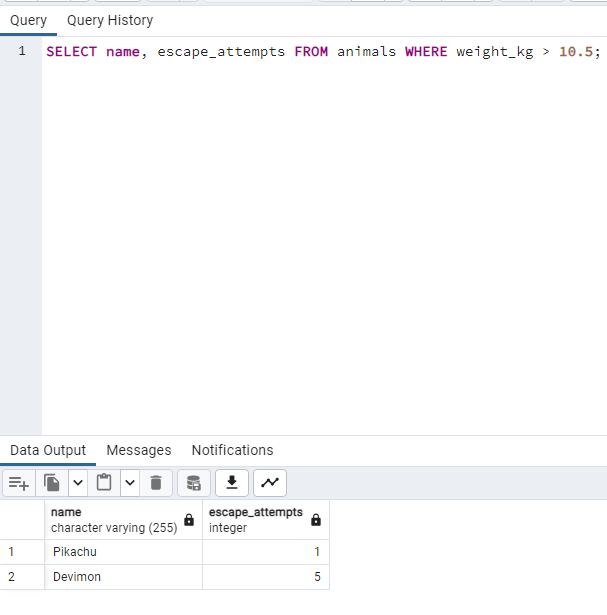 Query Query History
1 SELECT name, escape_attempts FROM animals WHERE weight_kg > 10.5;
Data Output Messages Notifications
name escape_attempts
character varying (255) integer
1 Pikachu 1
2 Devimon 5